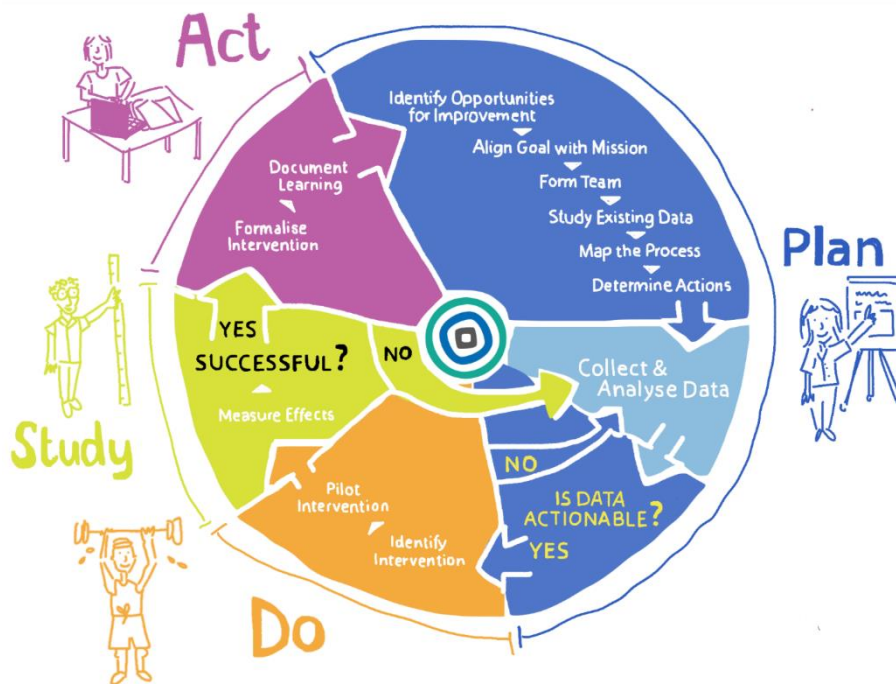 Act
Identify Opportunities
for Improvement
Align Goal with Mission
Form Team
Study Existing Data
Map the Process
Determine Actions
Plan
Collect &
Analyse Data
IS DATA
ACTIONABLE?
NO
YES
Do
Identify
Intervention
Pilot
Intervention
Study
Measure Effects
SUCCESSFUL?
YES
NO
Formalise
Intervention
Document
Learning